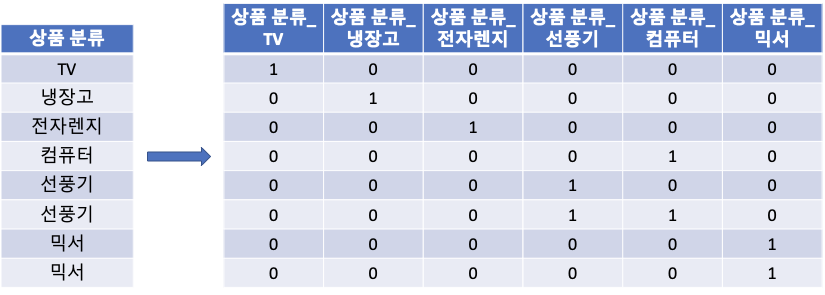 상품 분류
TV
냉장고
전자렌지
컴퓨터
선풍기
선풍기
믹서
믹서
상품 분류_TV 상품 분류_냉장고 상품 분류_전자렌지 상품 분류_선풍기 상품 분류_컴퓨터 상품 분류_믹서
1 0 0 0 0 0
0 1 0 0 0 0
0 0 1 0 0 0
0 0 0 0 1 0
0 0 0 1 0 0
0 0 0 1 1 0
0 0 0 0 0 1
0 0 0 0 0 1